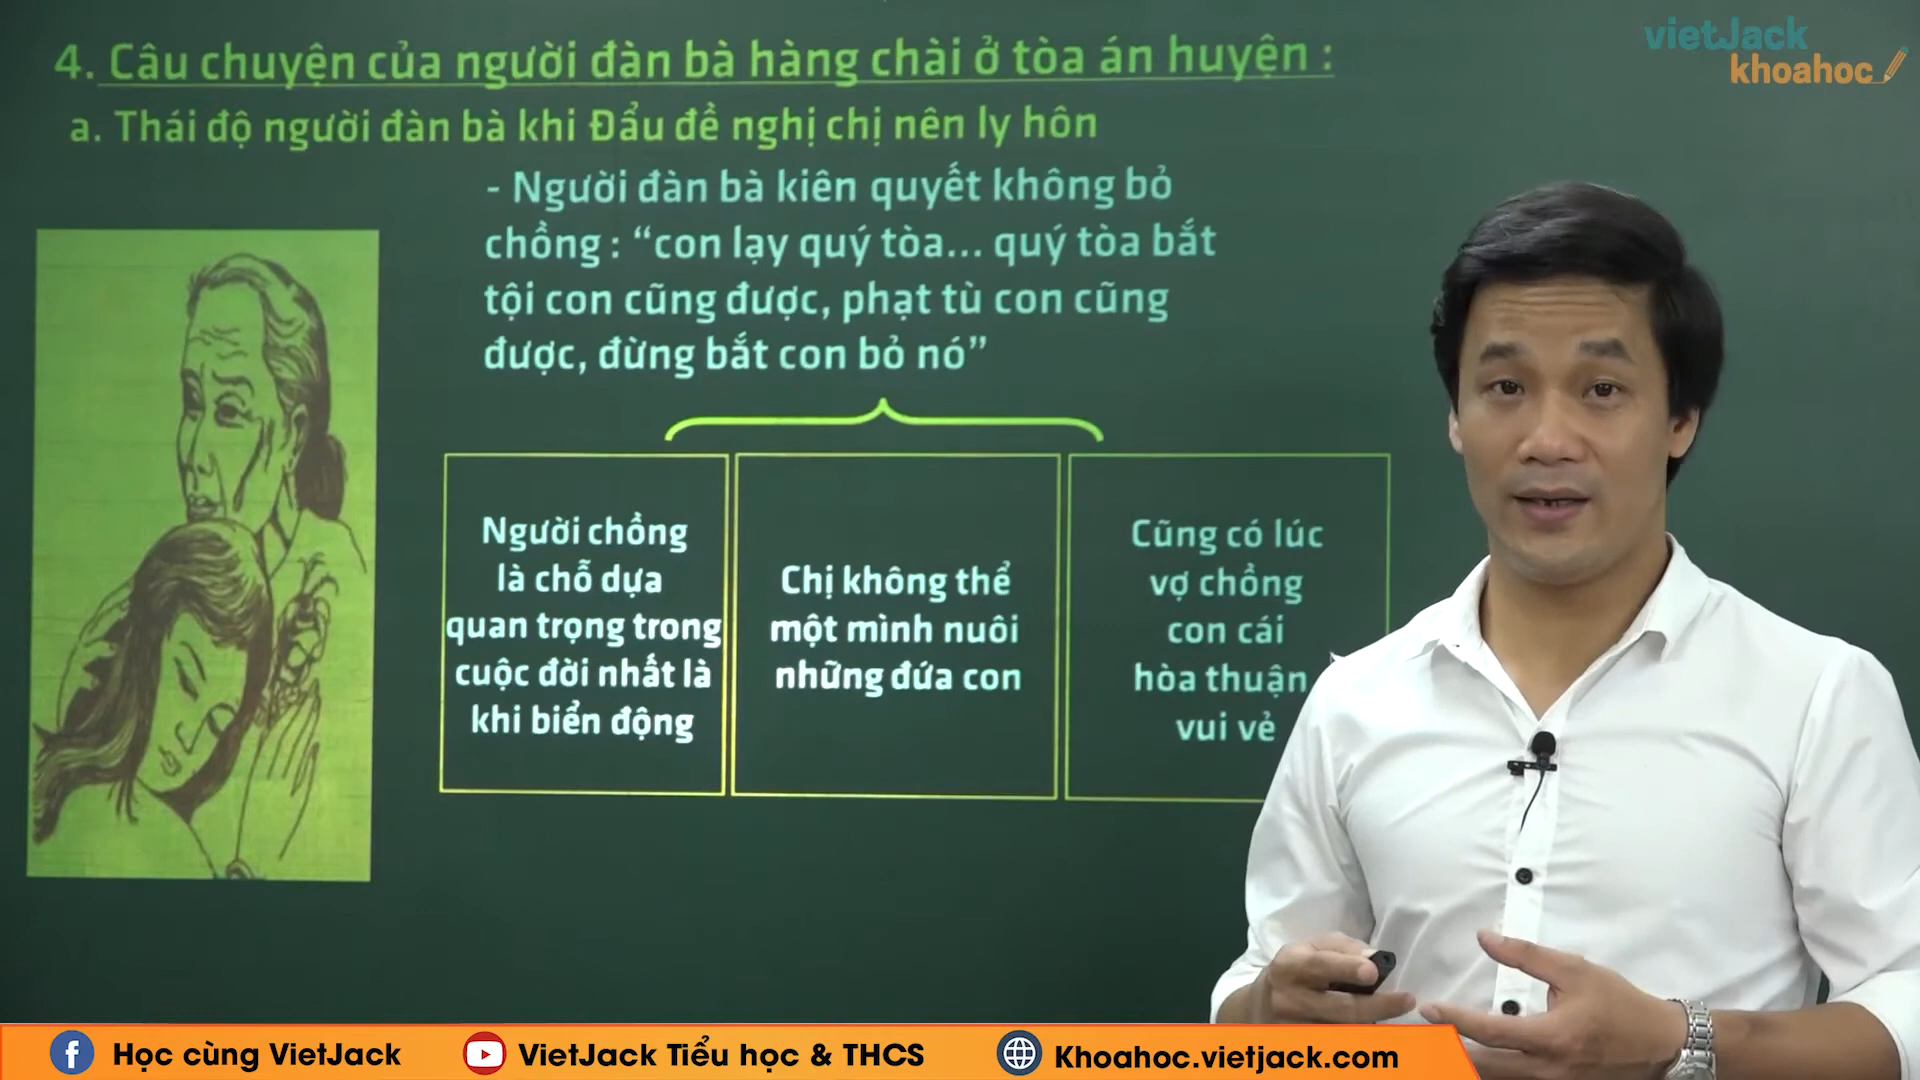 vietJack
khoahoc
4. Câu chuyện của người đàn bà hàng chài ở tòa án huyện :
a. Thái độ người đàn bà khi Đẩu đề nghị chị nên ly hôn
- Người đàn bà kiên quyết không bỏ
chồng : “con lạy quý tòa... quý tòa bắt
tội con cũng được, phạt tù con cũng
được, đừng bắt con bỏ nó”
Người chồng
là chỗ dựa
quan trọng trong
cuộc đời nhất là
khi biển động
Chị không thể
một mình nuôi
những đứa con
Cũng có lúc
vợ chồng
con cái
hòa thuận
vui vẻ
Học cùng VietJack
VietJack Tiểu học & THCS
Khoahoc.vietjack.com